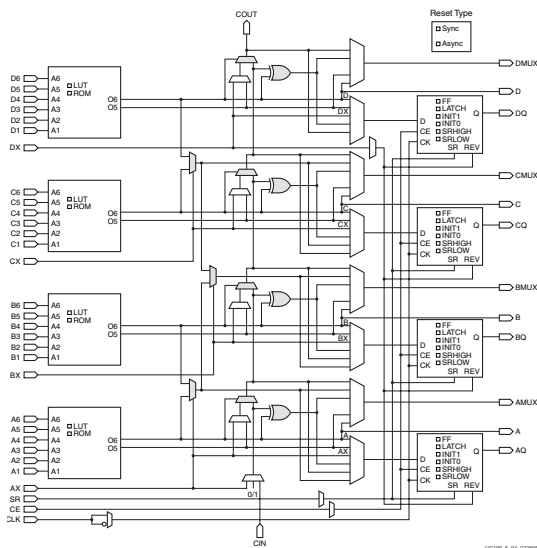 COUT
Reset Type
Sync
Async
DMUX
D6 A6
D5 A5
D4 A4
D3 A3
D2 A2
D1 A1
LUT
ROM
O6
O5
DX
D
DX
D
DQ
FF
LATCH
INIT1
INIT0
SRHIGH
SRLOW
SR REV
D
CE
CK
Q
CMUX
C6 A6
C5 A5
C4 A4
C3 A3
C2 A2
C1 A1
LUT
ROM
O6
O5
CX
C
CX
C
CQ
FF
LATCH
INIT1
INIT0
SRHIGH
SRLOW
SR REV
D
CE
CK
Q
BMUX
B6 A6
B5 A5
B4 A4
B3 A3
B2 A2
B1 A1
LUT
ROM
O6
O5
BX
B
BX
B
BQ
FF
LATCH
INIT1
INIT0
SRHIGH
SRLOW
SR REV
D
CE
CK
Q
AMUX
A6 A6
A5 A5
A4 A4
A3 A3
A2 A2
A1 A1
LUT
ROM
O6
O5
AX
A
AX
A
AQ
FF
LATCH
INIT1
INIT0
SRHIGH
SRLOW
SR REV
D
CE
CK
Q
0/1
SR
CE
CLK
CIN